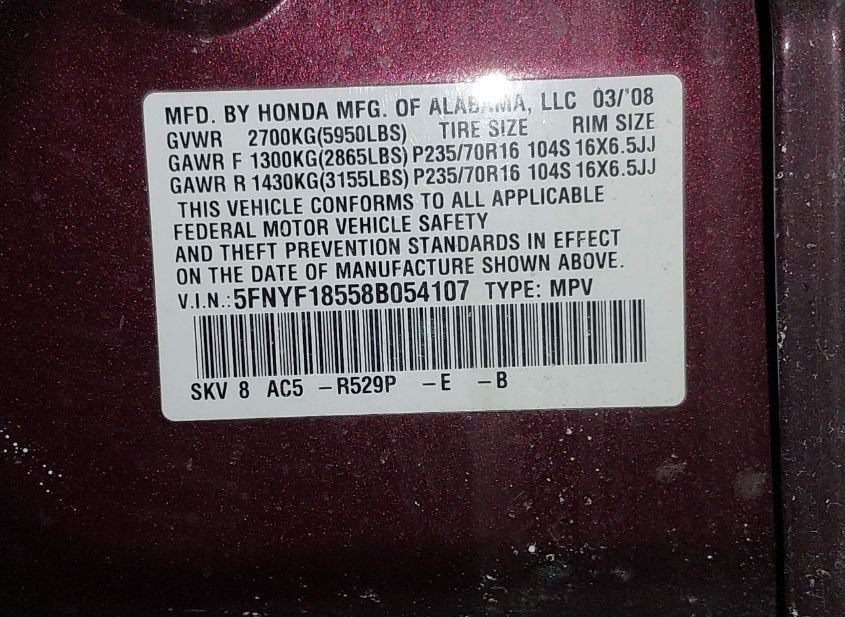 MFD. BY HONDA MFG. OF ALABAMA, LLC 03/'08
GVWR 2700KG(5950LBS) TIRE SIZE RIM SIZE
GAWR F 1300KG(2865LBS) P235/70R16 104S 16X6.5JJ
GAWR R 1430KG(3155LBS) P235/70R16 104S 16X6.5JJ
THIS VEHICLE CONFORMS TO ALL APPLICABLE
FEDERAL MOTOR VEHICLE SAFETY
AND THEFT PREVENTION STANDARDS IN EFFECT
ON THE DATE OF MANUFACTURE SHOWN ABOVE.
V.I.N.:5FNYF18558B054107 TYPE: MPV
SKV 8 AC5 -R529P -E -B